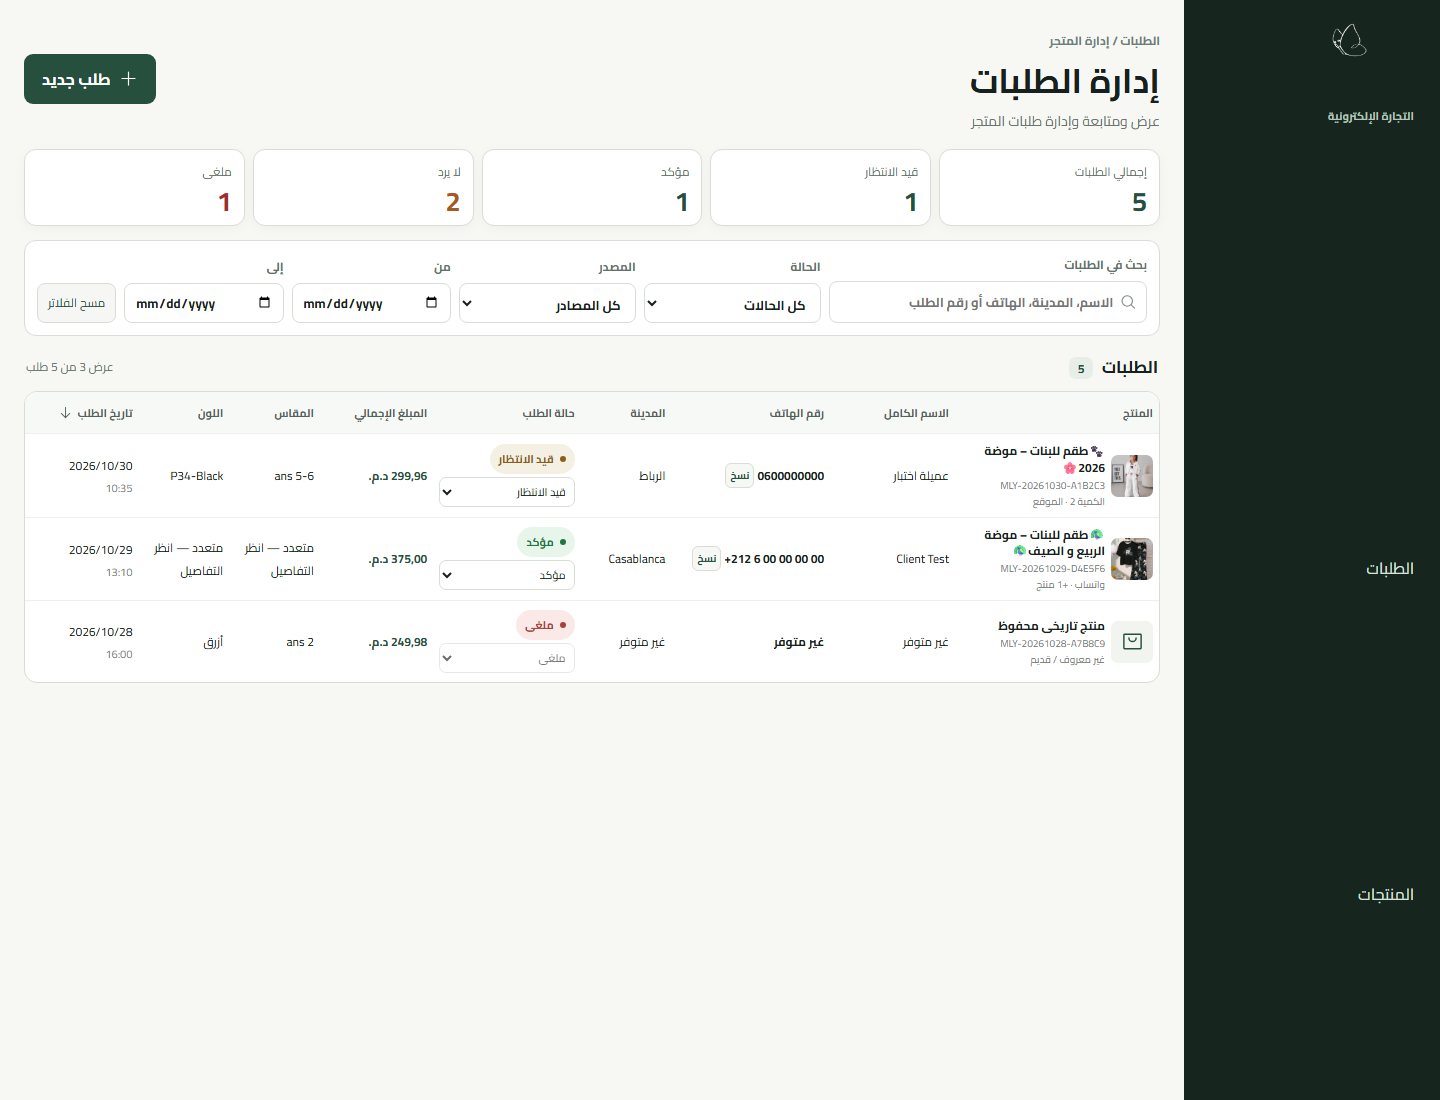 التجارة الإلكترونية
الطلبات
المنتجات
الطلبات / إدارة المتجر
إدارة الطلبات
عرض ومتابعة وإدارة طلبات المتجر
طلب جديد
إجمالي الطلبات
5
قيد الانتظار
1
مؤكد
1
لا يرد
2
ملغى
1
بحث في الطلبات
الاسم، المدينة، الهاتف أو رقم الطلب
الحالة
كل الحالات
المصدر
كل المصادر
من
mm/dd/yyyy
إلى
mm/dd/yyyy
مسح الفلاتر
الطلبات 5
عرض 3 من 5 طلب
المنتج الاسم الكامل رقم الهاتف المدينة حالة الطلب المبلغ الإجمالي المقاس اللون تاريخ الطلب ↓
🐾 طقم للبنات – موضة
2026 🌸
MLY-20261030-A1B2C3
الكمية 2 · الموقع
عميلة اختبار
0600000000 نسخ
الرباط
قيد الانتظار
قيد الانتظار
299,96 د.م.
5-6 ans
P34-Black
2026/10/30
10:35
🦚 طقم للبنات – موضة
الربيع و الصيف 🦚
MLY-20261029-D4E5F6
واتساب · +1 منتج
Client Test
+212 6 00 00 00 00 نسخ
Casablanca
مؤكد
مؤكد
375,00 د.م.
متعدد — انظر
التفاصيل
متعدد — انظر
التفاصيل
2026/10/29
13:10
منتج تاريخي محفوظ
MLY-20261028-A7B8C9
غير معروف / قديم
غير متوفر
غير متوفر
غير متوفر
ملغى
ملغى
249,98 د.م.
2 ans
أزرق
2026/10/28
16:00